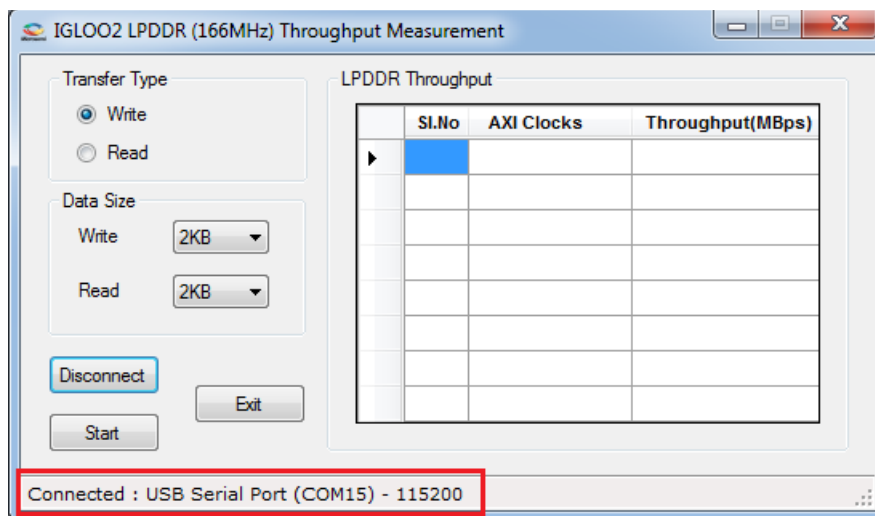 IGLOO2 LPDDR (166MHz) Throughput Measurement
Transfer Type
Write
Read
Data Size
Write 2KB
Read 2KB
Disconnect
Exit
Start
LPDDR Throughput
Sl.No AXI Clocks Throughput(MBps)
Connected : USB Serial Port (COM15) - 115200